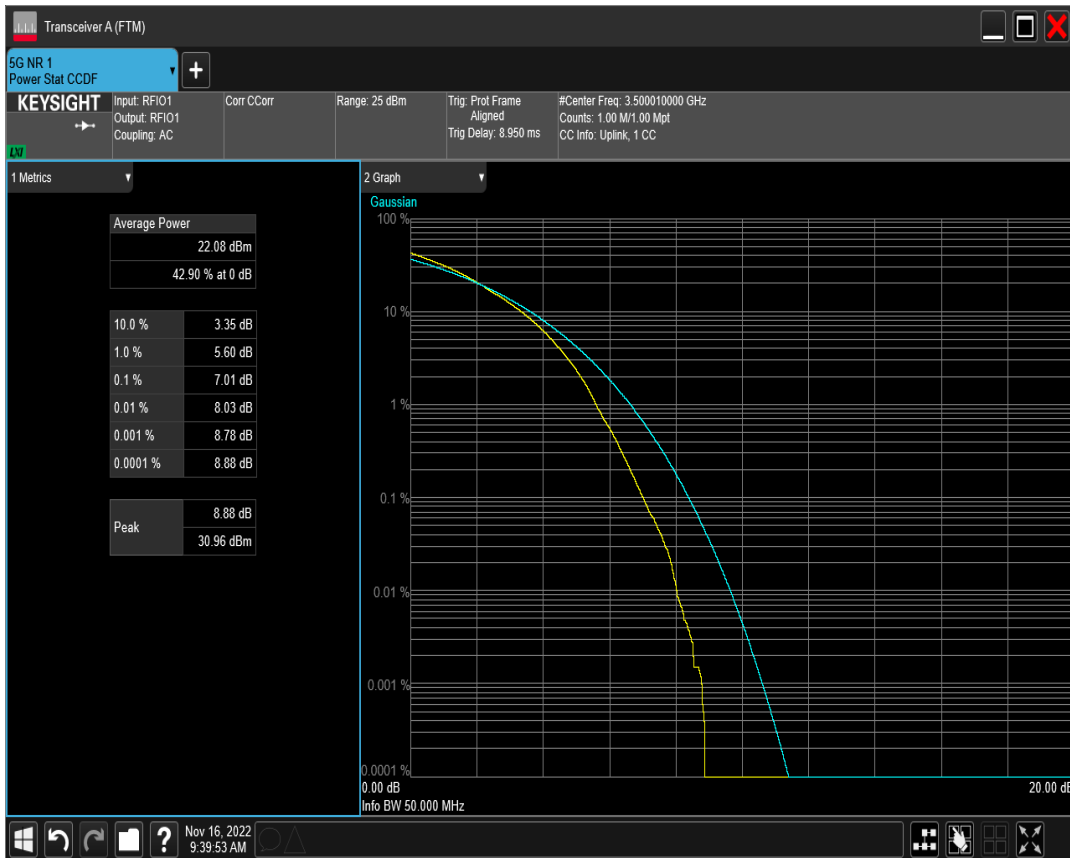 Transceiver A (FTM)
5G NR 1
Power Stat CCDF
+
KEYSIGHT
LXI
Input: RFIO1
Output: RFIO1
Coupling: AC
Corr CCorr
Range: 25 dBm
Trig: Prot Frame
Aligned
Trig Delay: 8.950 ms
#Center Freq: 3.500010000 GHz
Counts: 1.00 M/1.00 Mpt
CC Info: Uplink, 1 CC
1 Metrics
Average Power
22.08 dBm
42.90 % at 0 dB
10.0 % 3.35 dB
1.0 % 5.60 dB
0.1 % 7.01 dB
0.01 % 8.03 dB
0.001 % 8.78 dB
0.0001 % 8.88 dB
Peak
8.88 dB
30.96 dBm
2 Graph
Gaussian
100 %
10 %
1 %
0.1 %
0.01 %
0.001 %
0.0001 %
0.00 dB 20.00 dB
Info BW 50.000 MHz
?
Nov 16, 2022
9:39:53 AM